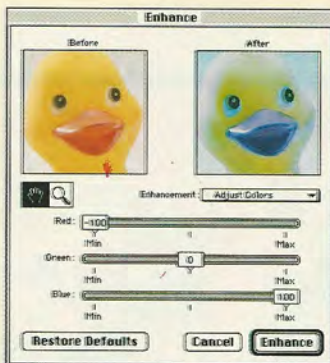 Enhance
Before After
Enhancement: Adjust Colors
Red: -100
Min Max
Green: 0
Min Max
Blue: 100
Min Max
Restore Defaults Cancel Enhance